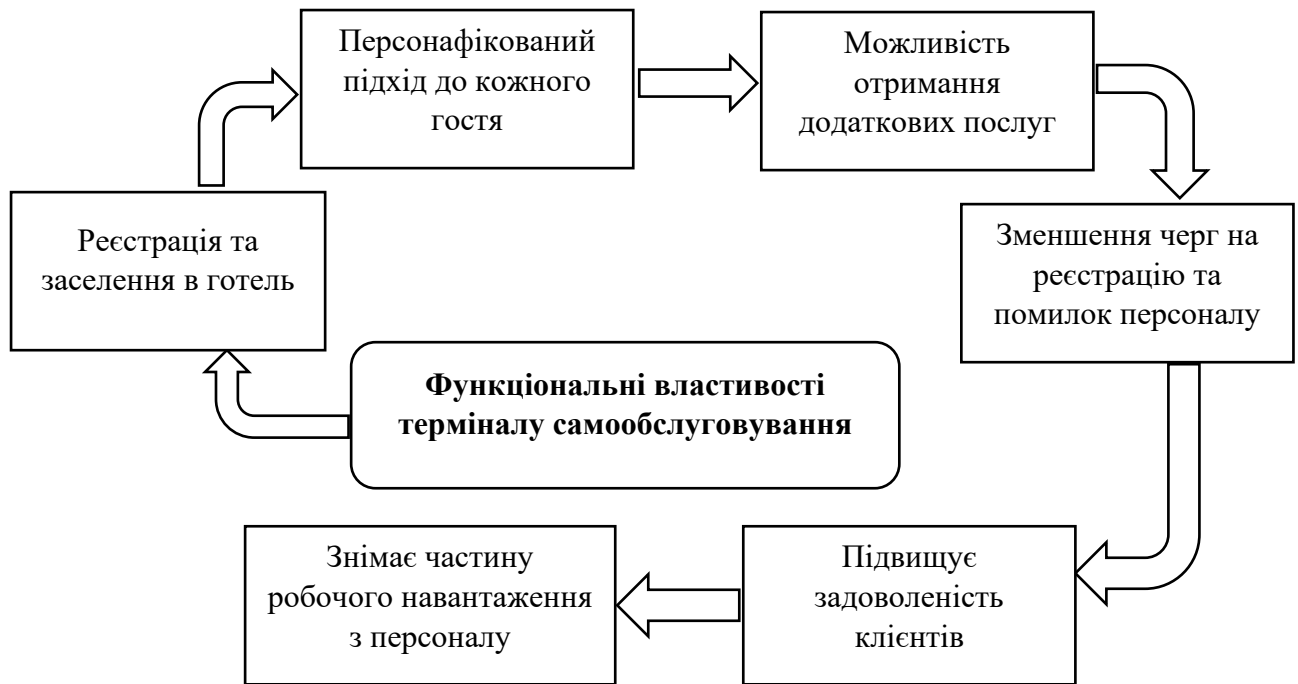 Персонафікований
підхід до кожного
гостя
Можливість
отримання
додаткових послуг
Реєстрація та
заселення в готель
Зменшення черг на
реєстрацію та
помилок персоналу
Функціональні властивості
терміналу самообслуговування
Знімає частину
робочого навантаження
з персоналу
Підвищує
задоволеність
клієнтів